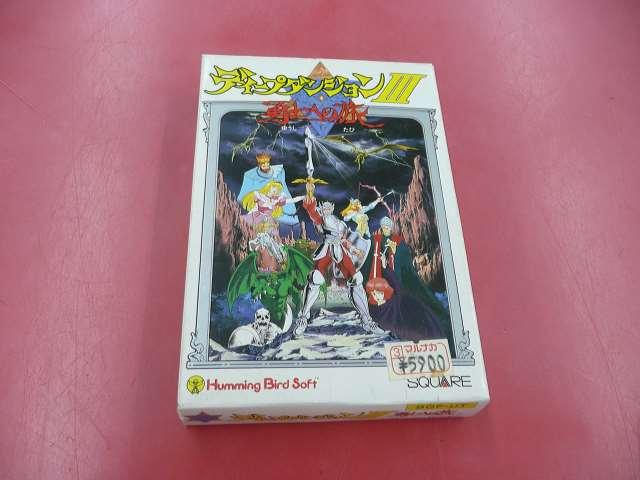 ディープダンジョンIII
勇士への旅
ゆうし たび
③ マルナカ
¥5900
Humming Bird Soft
SQUARE